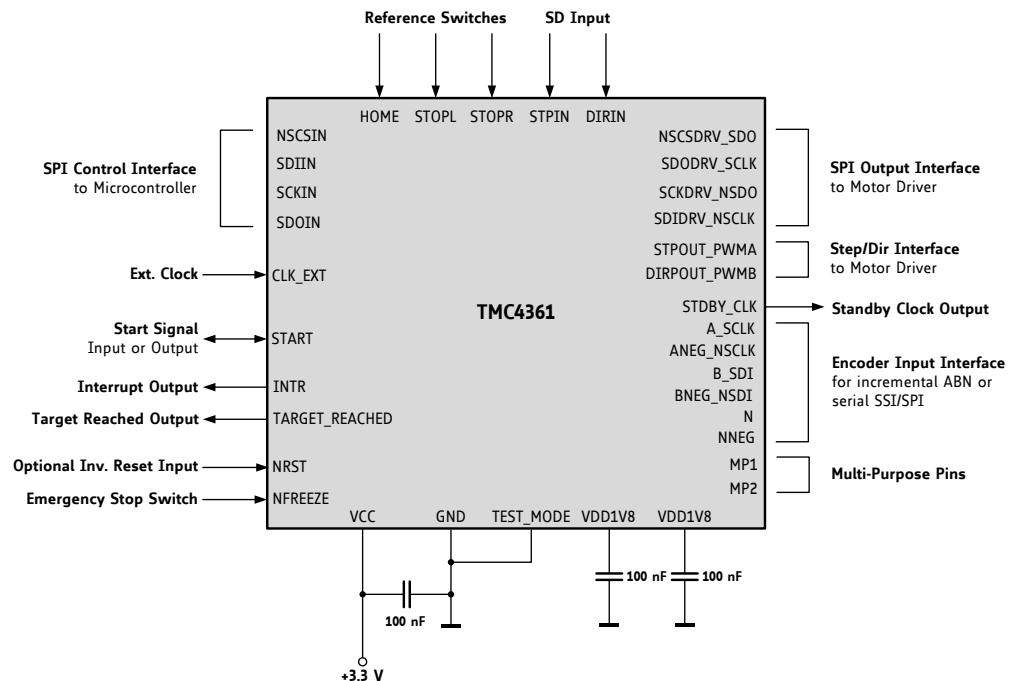 Reference Switches
SD Input
HOME
STOPL
STOPR
STPIN
DIRIN
SPI Control Interface
to Microcontroller
NSCSIN
SDIIN
SCKIN
SDOIN
Ext. Clock
CLK_EXT
Start Signal
Input or Output
START
Interrupt Output
INTR
Target Reached Output
TARGET_REACHED
Optional Inv. Reset Input
NRST
Emergency Stop Switch
NFREEZE
TMC4361
NSCSDRV_SDO
SDODRV_SCLK
SCKDRV_NSDO
SDIDRV_NSCLK
SPI Output Interface
to Motor Driver
STPOUT_PWMA
DIRPOUT_PWMB
Step/Dir Interface
to Motor Driver
STDBY_CLK
Standby Clock Output
A_SCLK
ANEG_NSCLK
B_SDI
BNEG_NSDI
N
NNEG
Encoder Input Interface
for incremental ABN or
serial SSI/SPI
MP1
MP2
Multi-Purpose Pins
VCC
GND
TEST_MODE
VDD1V8
VDD1V8
100 nF
100 nF
100 nF
+3.3 V